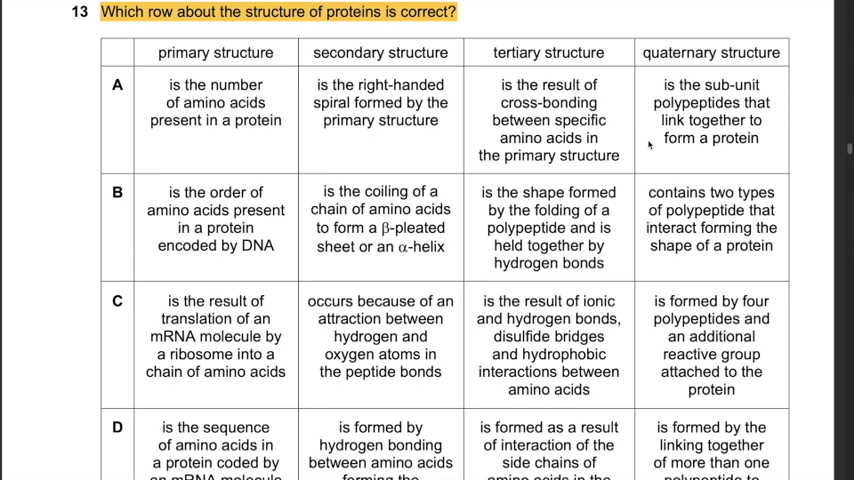 13 Which row about the structure of proteins is correct?
primary structure
secondary structure
tertiary structure
quaternary structure
A
is the number
of amino acids
present in a protein
is the right-handed
spiral formed by the
primary structure
is the result of
cross-bonding
between specific
amino acids in
the primary structure
is the sub-unit
polypeptides that
link together to
form a protein
B
is the order of
amino acids present
in a protein
encoded by DNA
is the coiling of a
chain of amino acids
to form a β-pleated
sheet or an α-helix
is the shape formed
by the folding of a
polypeptide and is
held together by
hydrogen bonds
contains two types
of polypeptide that
interact forming the
shape of a protein
C
is the result of
translation of an
mRNA molecule by
a ribosome into a
chain of amino acids
occurs because of an
attraction between
hydrogen and
oxygen atoms in
the peptide bonds
is the result of ionic
and hydrogen bonds,
disulfide bridges
and hydrophobic
interactions between
amino acids
is formed by four
polypeptides and
an additional
reactive group
attached to the
protein
D
is the sequence
of amino acids in
a protein coded by
an mRNA molecule
is formed by
hydrogen bonding
between amino acids
forming the
is formed as a result
of interaction of the
side chains of
amino acids in the
is formed by the
linking together
of more than one
polypeptide to